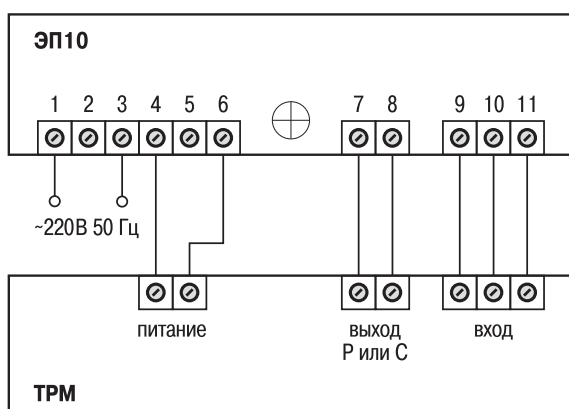 ЭП10
1 2 3 4 5 6 7 8 9 10 11
~220В 50 Гц
питание выход вход
Р или С
ТРМ